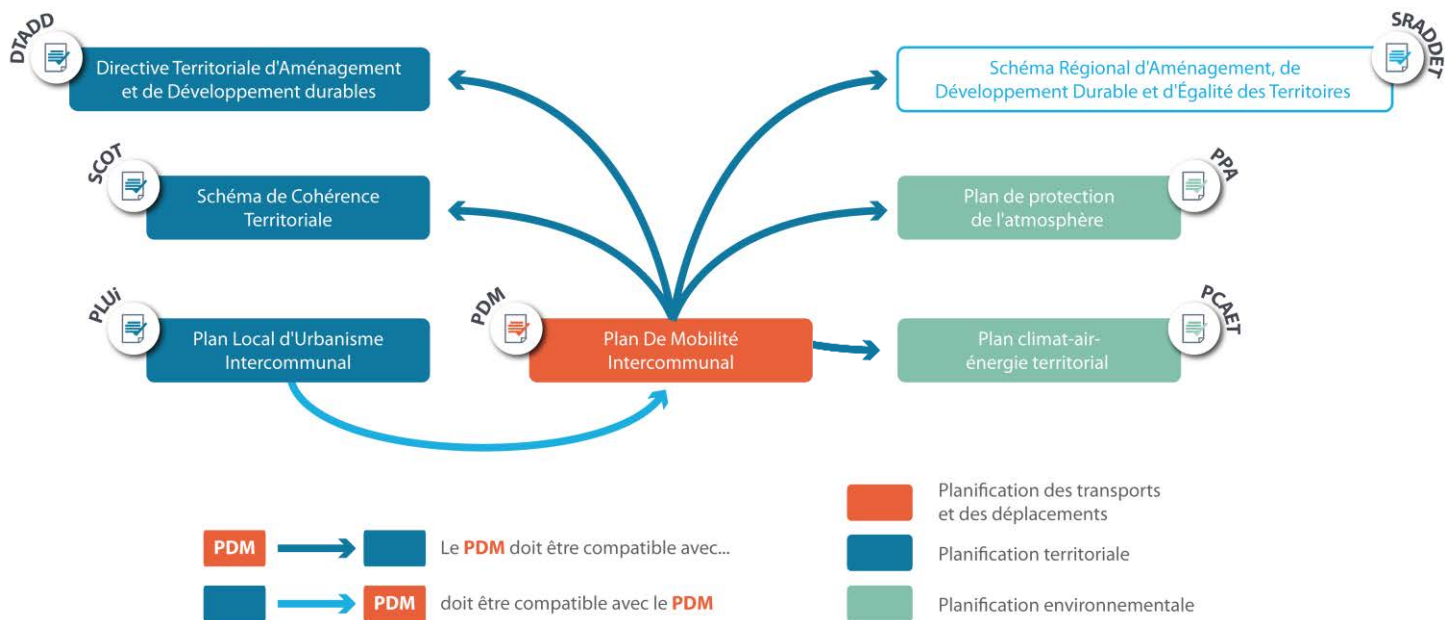 DTADD
Directive Territoriale d'Aménagement
et de Développement durables
SRADDET
Schéma Régional d'Aménagement, de
Développement Durable et d'Égalité des Territoires
SCOT
Schéma de Cohérence
Territoriale
PPA
Plan de protection
de l'atmosphère
PLUi
Plan Local d'Urbanisme
Intercommunal
PDM
Plan De Mobilité
Intercommunal
PCAET
Plan climat-air-
énergie territorial
PDM
Le PDM doit être compatible avec...
PDM
doit être compatible avec le PDM
Planification des transports
et des déplacements
Planification territoriale
Planification environnementale